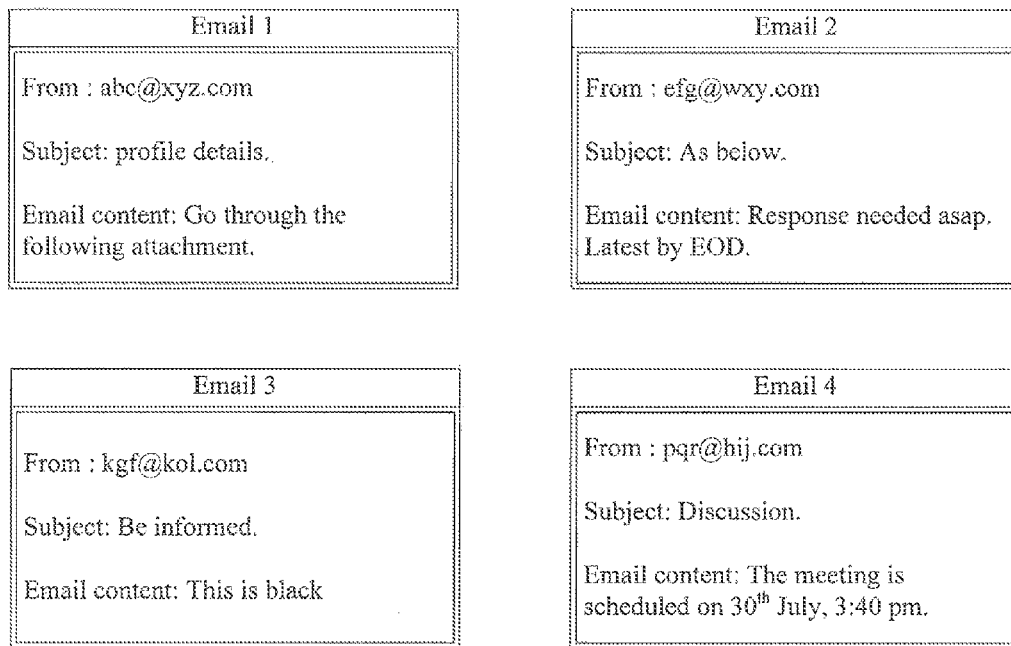 Email 1
From : abc@xyz.com
Subject: profile details.
Email content: Go through the
following attachment.
Email 2
From : efg@wxy.com
Subject: As below.
Email content: Response needed asap.
Latest by EOD.
Email 3
From : kgf@kol.com
Subject: Be informed.
Email content: This is black
Email 4
From : pqr@hij.com
Subject: Discussion.
Email content: The meeting is
scheduled on 30th July, 3:40 pm.